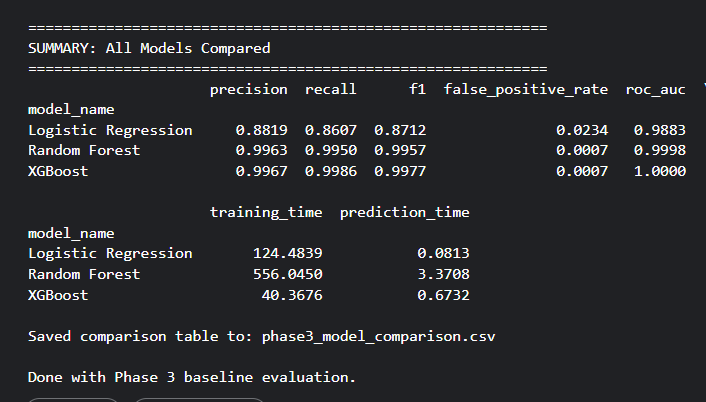 ============================================================
SUMMARY: All Models Compared
============================================================
precision recall f1 false_positive_rate roc_auc \
model_name
Logistic Regression 0.8819 0.8607 0.8712 0.0234 0.9883
Random Forest 0.9963 0.9950 0.9957 0.0007 0.9998
XGBoost 0.9967 0.9986 0.9977 0.0007 1.0000
training_time prediction_time
model_name
Logistic Regression 124.4839 0.0813
Random Forest 556.0450 3.3708
XGBoost 40.3676 0.6732
Saved comparison table to: phase3_model_comparison.csv
Done with Phase 3 baseline evaluation.